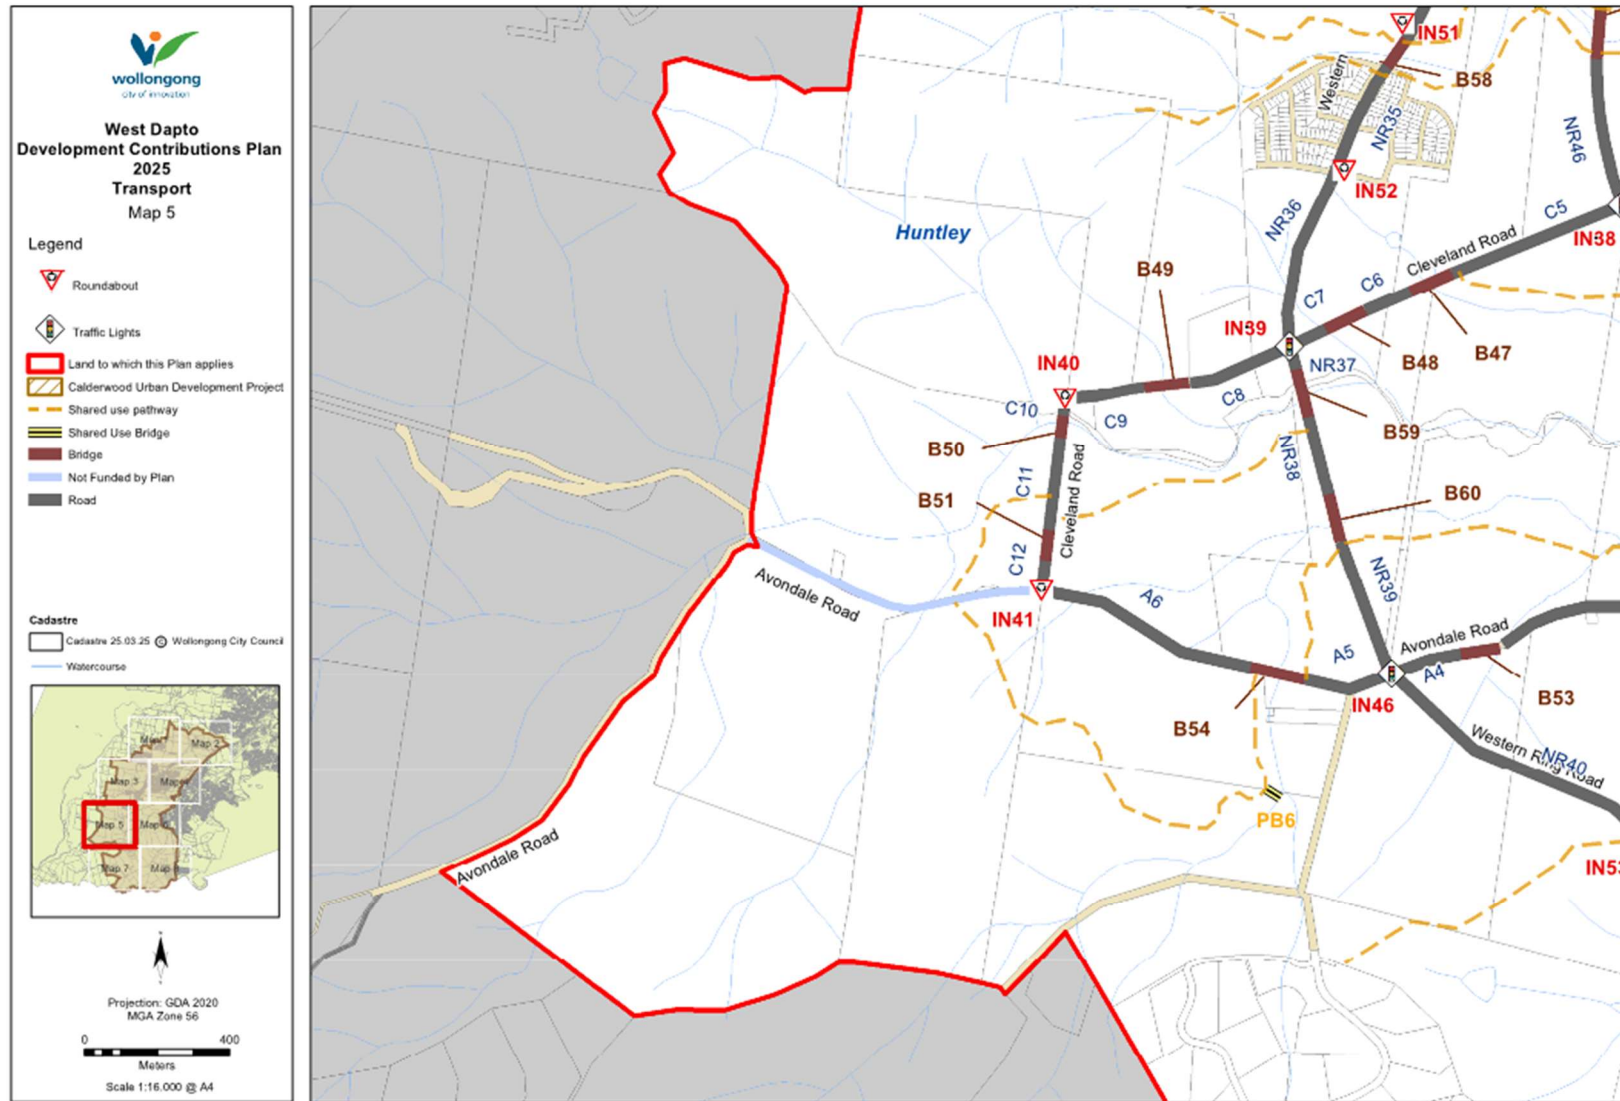 wollongong
city of innovation
West Dapto
Development Contributions Plan
2025
Transport
Map 5
Legend
Roundabout
Traffic Lights
Land to which this Plan applies
Calderwood Urban Development Project
Shared use pathway
Shared Use Bridge
Bridge
Not Funded by Plan
Road
Cadastre
Cadastre 25.03.25 © Wollongong City Council
Watercourse
Map 2
Map 3
Map 5
Map 7
Projection: GDA 2020
MGA Zone 56
0 400
Meters
Scale 1:16.000 @ A4
IN51
B58
Western
NR35
NR46
IN52
NR36
C5
IN38
Huntley
Cleveland Road
B49
C6
C7
IN39
B47
B48
NR37
IN40
C8
C10
C9
B59
B50
NR38
C11
Cleveland Road
B60
B51
C12
NR39
Avondale Road
A6
IN41
Avondale Road
A5
A4
B53
IN46
B54
Western Ring Road
NR40
PB6
Avondale Road
IN53